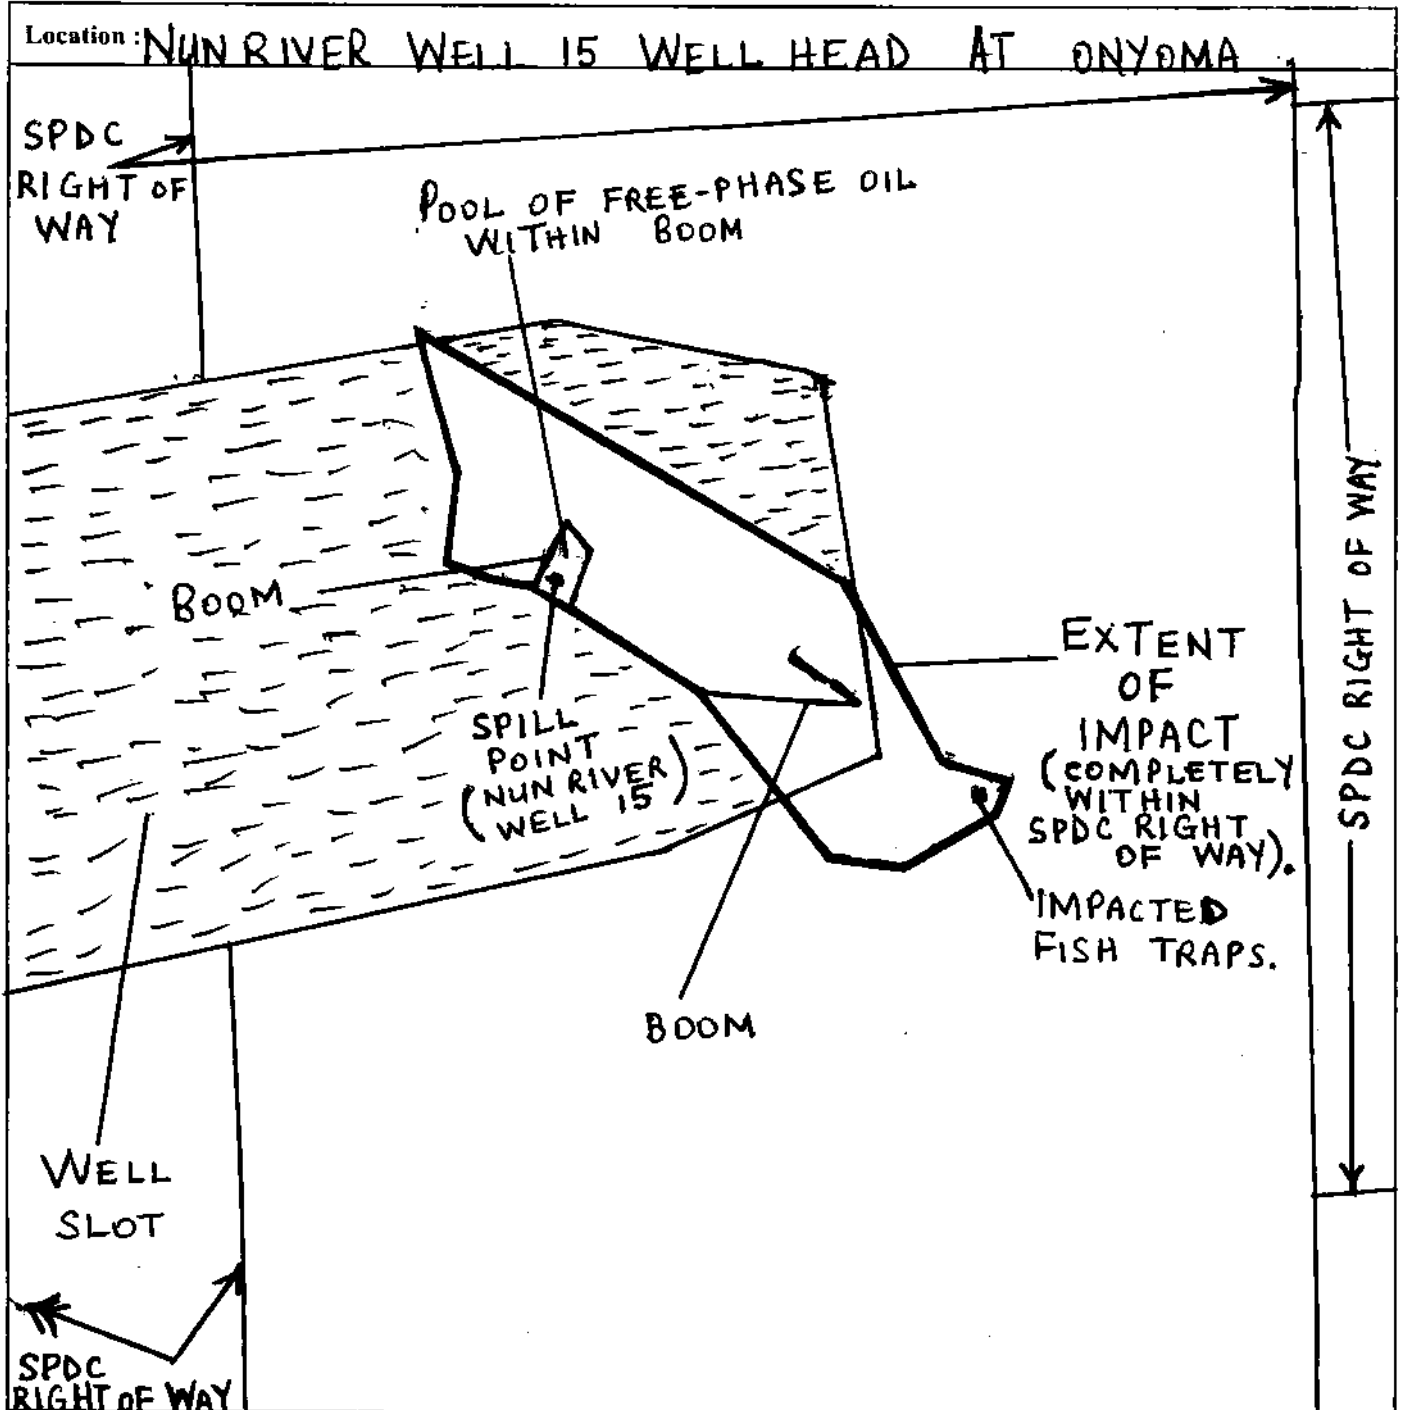 Location : NUN RIVER WELL 15 WELL HEAD AT ONYOMA
SPDC
RIGHT OF
WAY
POOL OF FREE-PHASE OIL
WITHIN BOOM
BOOM
SPILL
POINT
(NUN RIVER
WELL 15)
EXTENT
OF
IMPACT
(COMPLETELY
WITHIN
SPDC RIGHT
OF WAY).
IMPACTED
FISH TRAPS.
SPDC RIGHT OF WAY
BOOM
WELL
SLOT
SPDC
RIGHT OF WAY